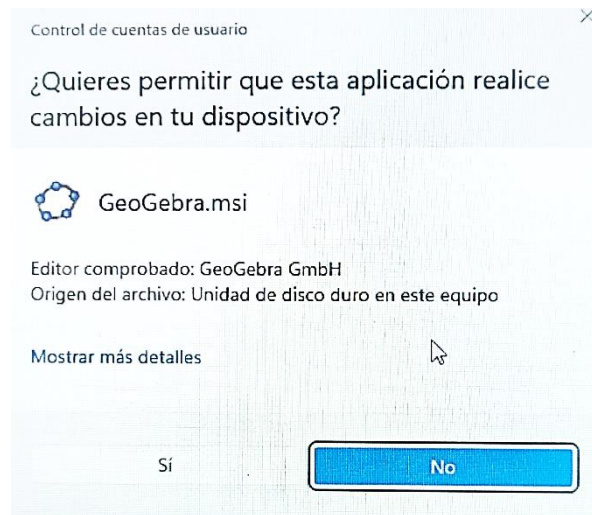 Control de cuentas de usuario
¿Quieres permitir que esta aplicación realice
cambios en tu dispositivo?
GeoGebra.msi
Editor comprobado: GeoGebra GmbH
Origen del archivo: Unidad de disco duro en este equipo
Mostrar más detalles
Sí
No